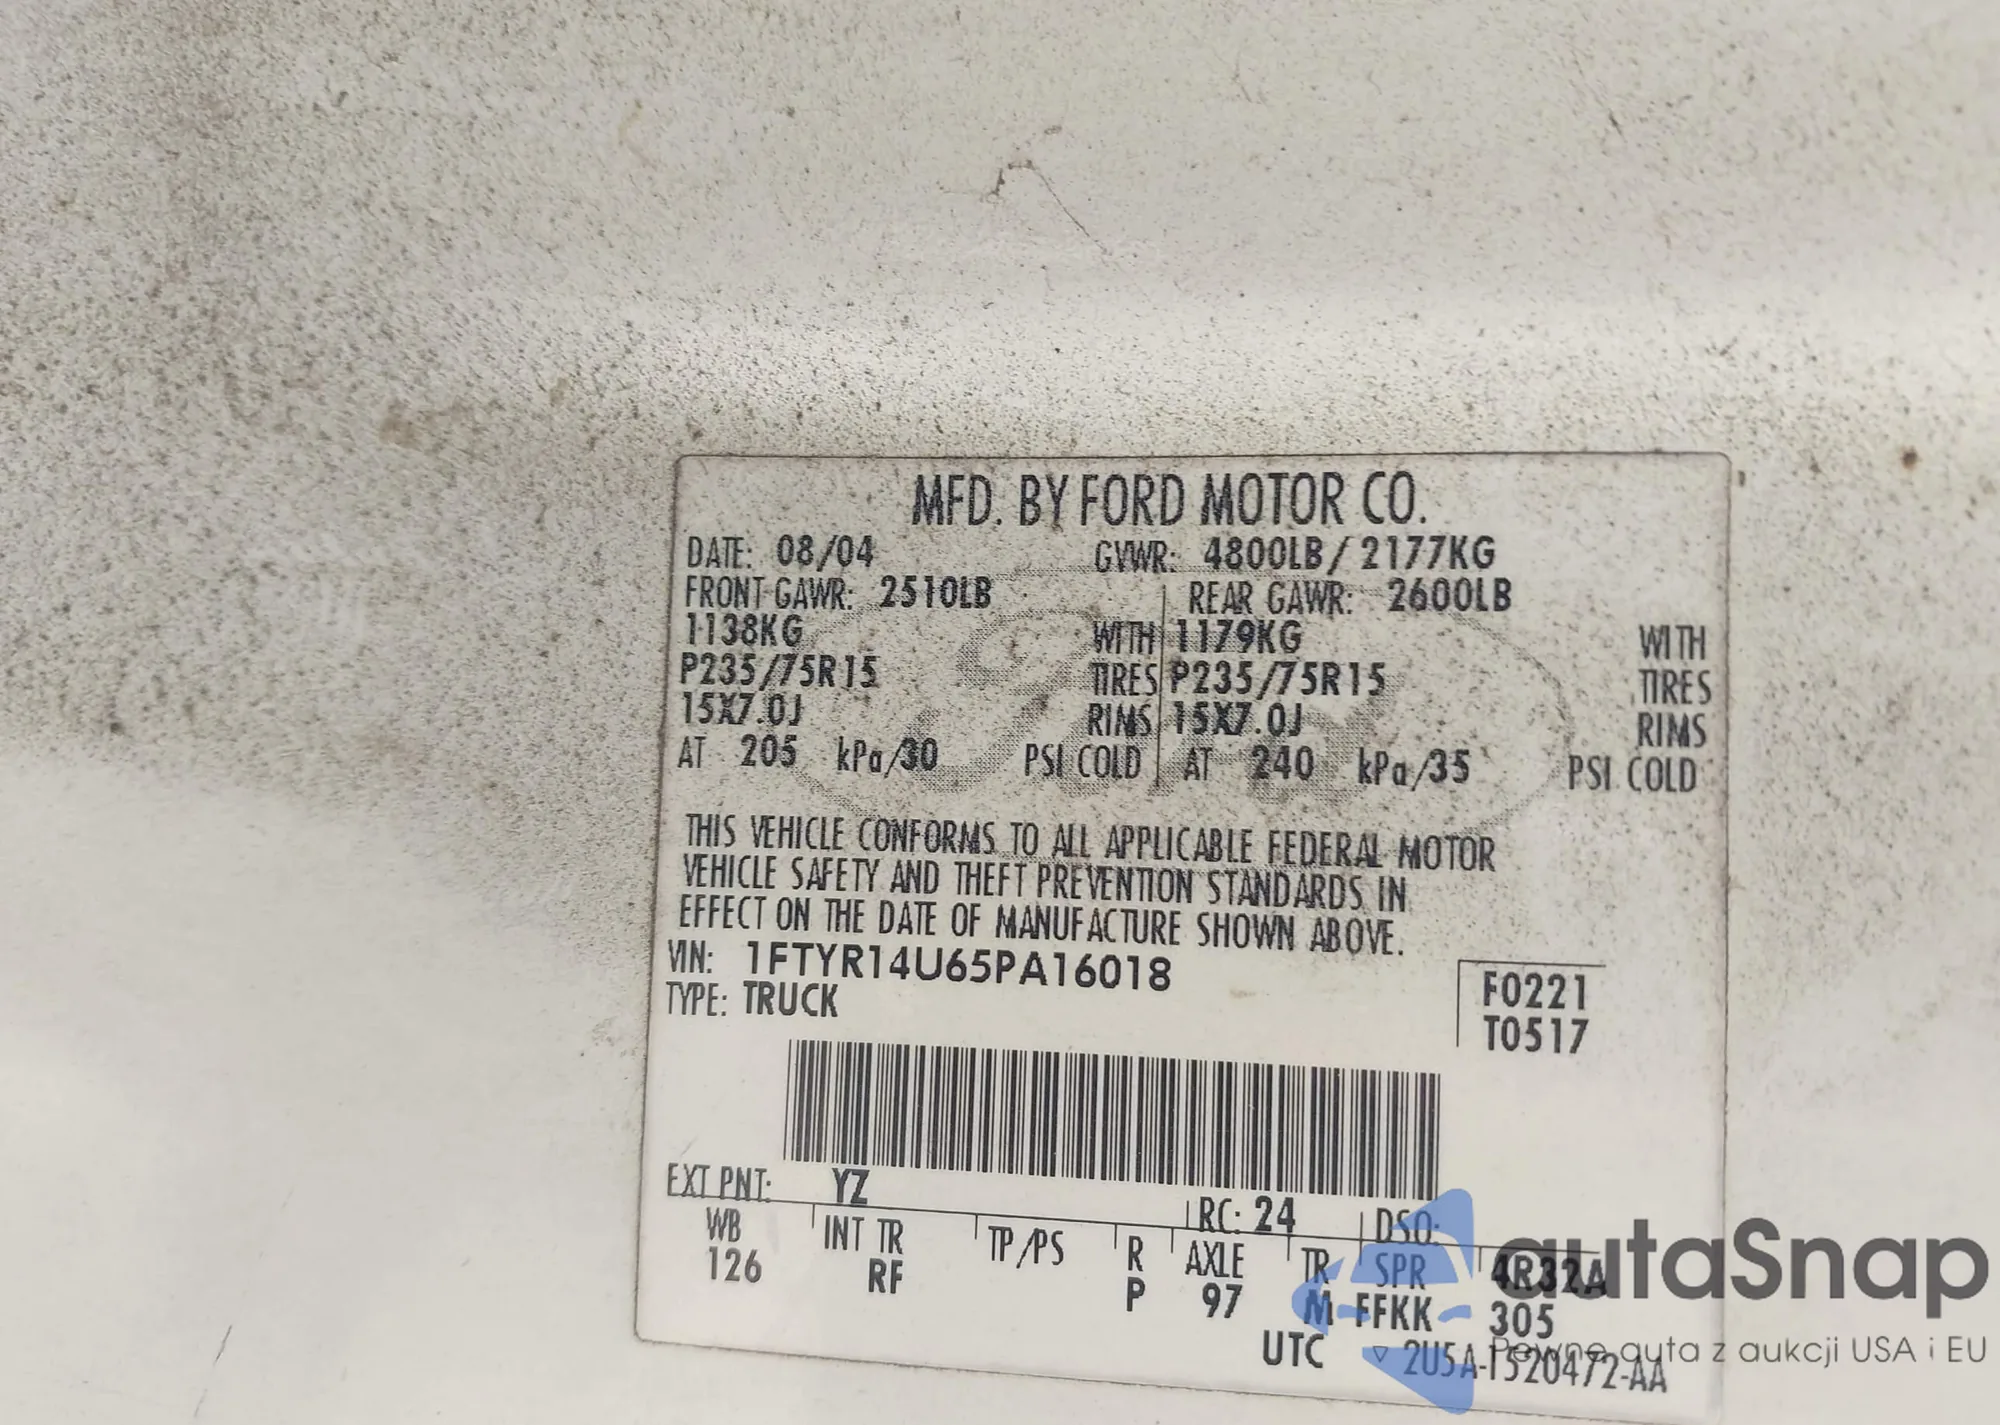 MFD. BY FORD MOTOR CO.
DATE: 08/04 GVWR: 4800LB/ 2177KG
FRONT GAWR: 2510LB REAR GAWR: 2600LB
1138KG WITH 1179KG WITH
P235/75R15 TIRES P235/75R15 TIRES
15X7.0J RIMS 15X7.0J RIMS
AT 205 kPa/30 PSI COLD AT 240 kPa/35 PSI COLD
THIS VEHICLE CONFORMS TO ALL APPLICABLE FEDERAL MOTOR
VEHICLE SAFETY AND THEFT PREVENTION STANDARDS IN
EFFECT ON THE DATE OF MANUFACTURE SHOWN ABOVE.
VIN: 1FTYR14U65PA16018
TYPE: TRUCK
F0221
T0517
EXT PNT: YZ RC: 24 DSO:
WB INT TR TP/PS R AXLE TR SPR 4R32A
126 RF P 97 M FFKK 305
UTC ▽ 2U5A-1520472-AA
autaSnap
Pewne auta z aukcji USA i EU